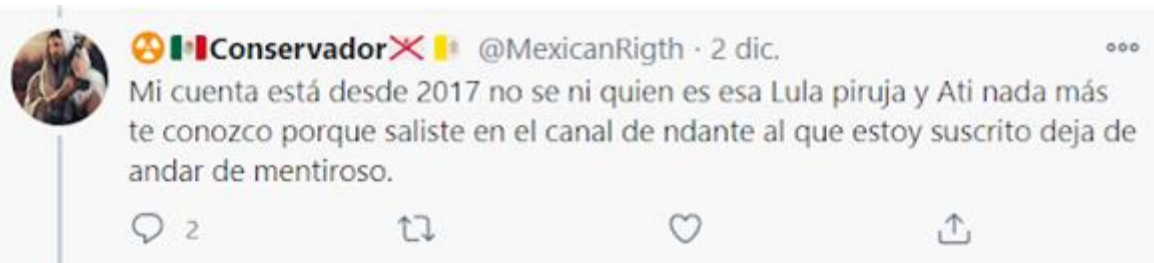 Conservador @MexicanRigth · 2 dic.
Mi cuenta está desde 2017 no se ni quien es esa Lula piruja y Ati nada más
te conozco porque saliste en el canal de ndante al que estoy suscrito deja de
andar de mentiroso.
2